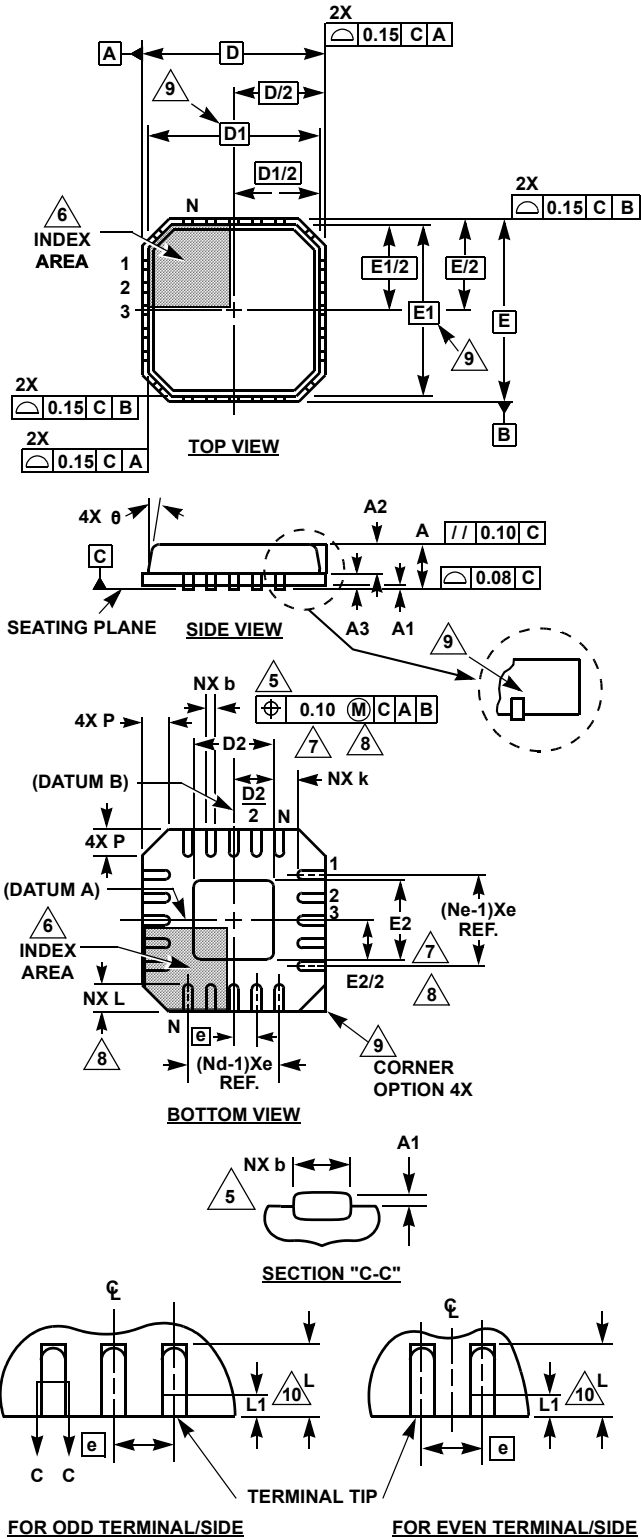 2X
0.15 C A
A
D
9
D/2
D1
D1/2
2X
0.15 C B
N
6
INDEX
AREA
1
2
3
E1/2
E/2
E1
E
9
2X
0.15 C B
2X
0.15 C A
B
TOP VIEW
4X θ
A2
A
// 0.10 C
C
0.08 C
SEATING PLANE
SIDE VIEW
A3
A1
9
NX b
5
⌖ 0.10 Ⓜ C A B
4X P
D2
7
8
(DATUM B)
D2
2
N
NX k
4X P
1
(DATUM A)
2
3
(Ne-1)Xe
REF.
6
INDEX
AREA
E2
7
E2/2
8
NX L
N
e
8
(Nd-1)Xe
REF.
9
CORNER
OPTION 4X
BOTTOM VIEW
A1
NX b
5
SECTION "C-C"
℄
℄
L
10
L1
L
10
L1
e
e
C C
TERMINAL TIP
FOR ODD TERMINAL/SIDE
FOR EVEN TERMINAL/SIDE